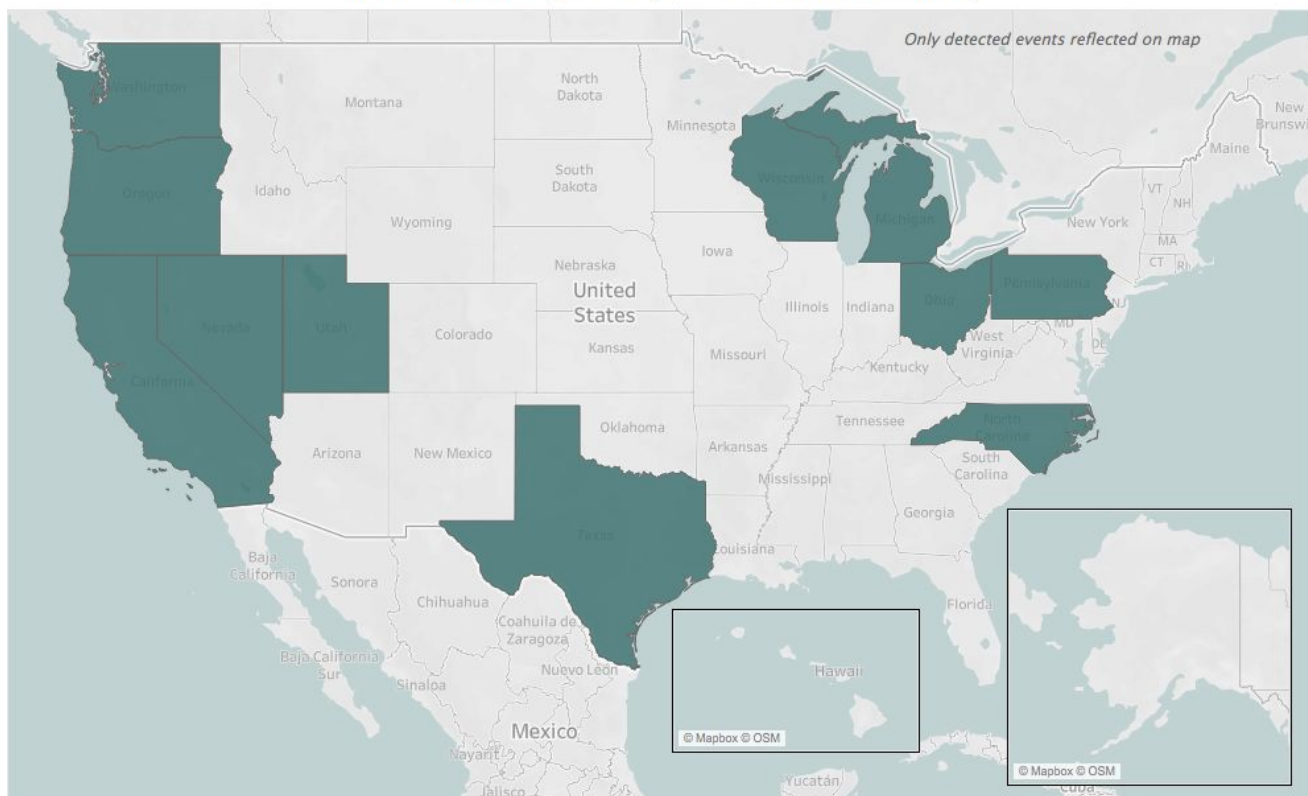 Only detected events reflected on map
Washington
Montana
North
Dakota
Minnesota
New
Brunswi
Maine
Oregon
Idaho
South
Dakota
Wisconsin
VT
NH
Wyoming
Michigan
New York
MA
CT
RI
Iowa
Nebraska
United
States
Nevada
Utah
Colorado
Illinois
Indiana
Ohio
Pennsylvania
NJ
MD
DE
West
Virginia
Kansas
Missouri
California
Kentucky
Arizona
New Mexico
Oklahoma
Arkansas
Tennessee
North
Carolina
South
Carolina
Mississippi
Georgia
Texas
Louisiana
Baja
California
Sonora
Chihuahua
Coahuila de
Zaragoza
Florida
Baja California
Sur
Sinaloa
Nuevo León
Hawaii
Mexico
Nayarit
Jalisco
© Mapbox © OSM
© Mapbox © OSM
Yucatán
Cuba